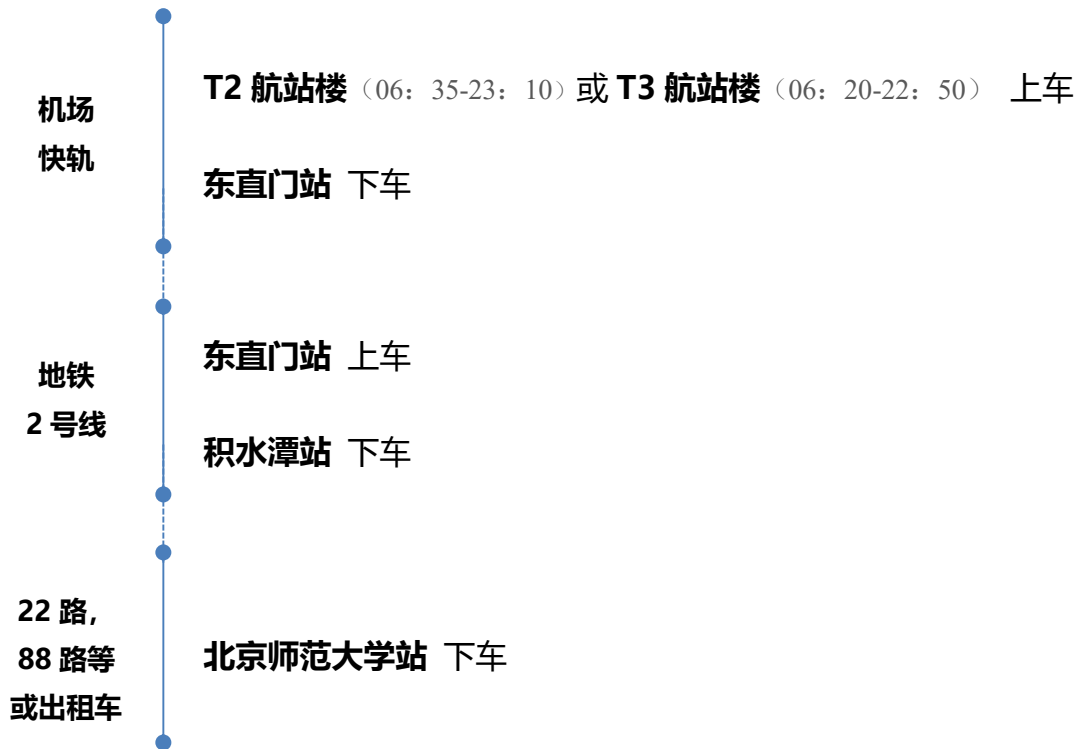 机场
快轨
T2 航站楼（06：35-23：10）或 T3 航站楼（06：20-22：50） 上车
东直门站 下车
地铁
2 号线
东直门站 上车
积水潭站 下车
22 路，
88 路等
或出租车
北京师范大学站 下车